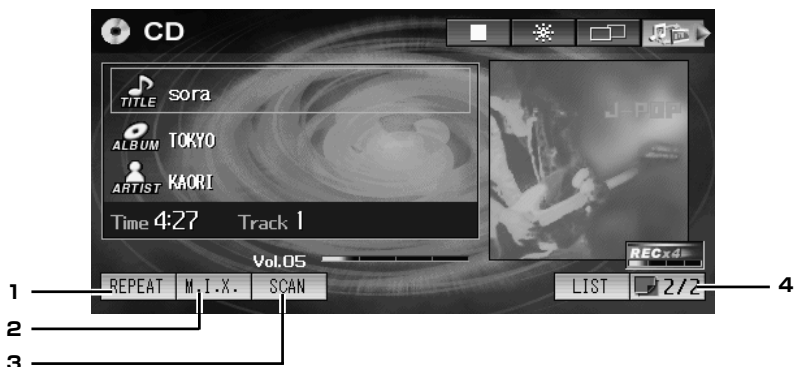 CD
J-POP
TITLE sora
ALBUM TOKYO
ARTIST KAORI
Time 4:27 Track 1
Vol.05
RECx4
1 REPEAT M.I.X. SCAN LIST 2/2 4
2
3